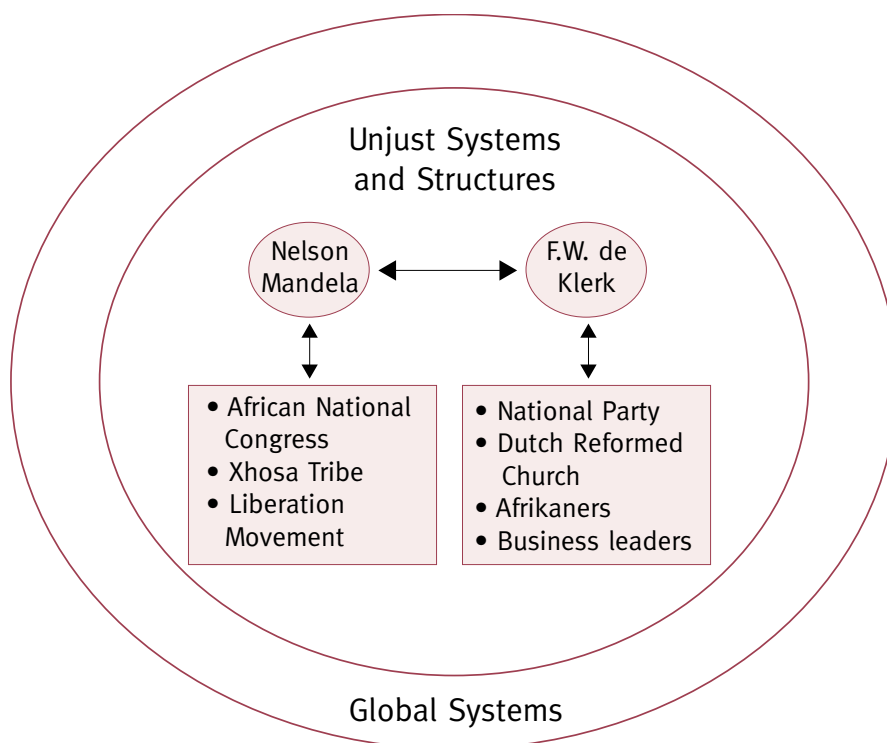 Unjust Systems
and Structures
Nelson
Mandela
F.W. de
Klerk
• African National
Congress
• Xhosa Tribe
• Liberation
Movement
• National Party
• Dutch Reformed
Church
• Afrikaners
• Business leaders
Global Systems